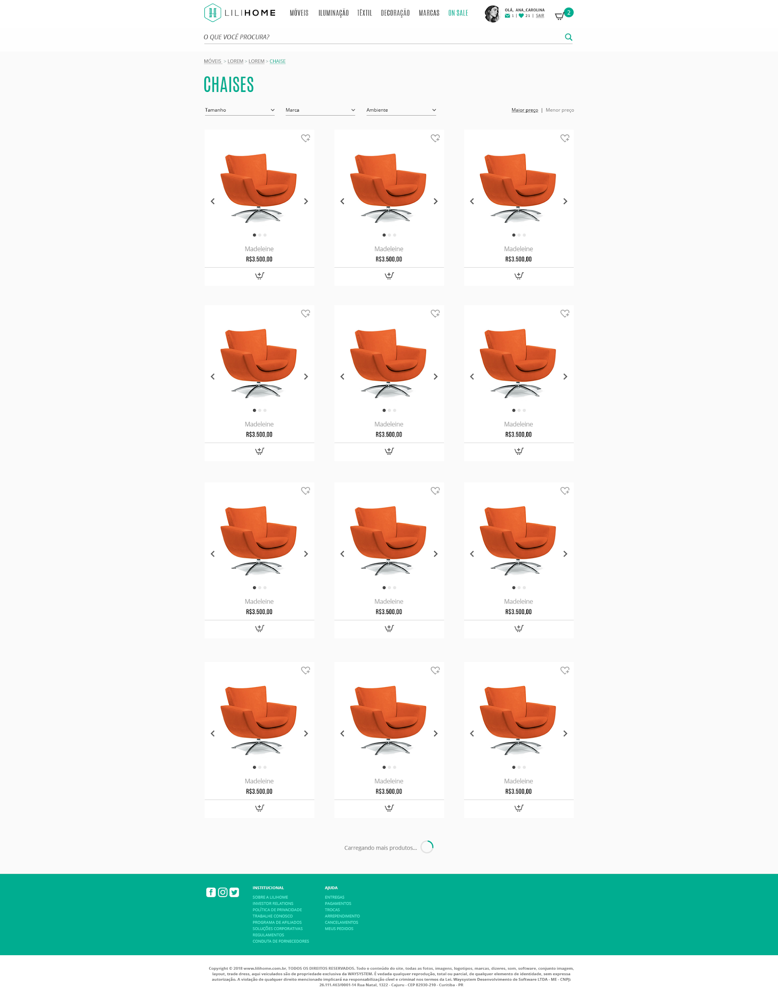 LILIHOME MÓVEIS ILUMINAÇÃO TÊXTIL DECORAÇÃO MARCAS ON SALE OLÁ, ANA_CAROLINA 2
1 | 21 | SAIR
O QUE VOCÊ PROCURA?
MÓVEIS > LOREM > LOREM > CHAISE
CHAISES
Tamanho Marca Ambiente Maior preço | Menor preço
Madeleine Madeleine Madeleine
R$3.500,00 R$3.500,00 R$3.500,00
Madeleine Madeleine Madeleine
R$3.500,00 R$3.500,00 R$3.500,00
Madeleine Madeleine Madeleine
R$3.500,00 R$3.500,00 R$3.500,00
Madeleine Madeleine Madeleine
R$3.500,00 R$3.500,00 R$3.500,00
Carregando mais produtos...
INSTITUCIONAL
SOBRE A LILIHOME
INVESTOR RELATIONS
POLÍTICA DE PRIVACIDADE
TRABALHE CONOSCO
PROGRAMA DE AFILIADOS
SOLUÇÕES CORPORATIVAS
REGULAMENTOS
CONDUTA DE FORNECEDORES
AJUDA
ENTREGAS
PAGAMENTOS
TROCAS
ARREPENDIMENTO
CANCELAMENTOS
MEUS PEDIDOS
Copyright © 2018 www.lilihome.com.br, TODOS OS DIREITOS RESERVADOS. Todo o conteúdo do site, todas as fotos, imagens, logotipos, marcas, dizeres, som, software, conjunto imagem,
layout, trade dress, aqui veiculados são de propriedade exclusiva da WAYSYSTEM. É vedada qualquer reprodução, total ou parcial, de qualquer elemento de identidade, sem expressa
autorização. A violação de qualquer direito mencionado implicará na responsabilização cível e criminal nos termos da Lei. Waysystem Desenvolvimento de Software LTDA - ME - CNPJ:
26.111.463/0001-14 Rua Natal, 1322 - Cajuru - CEP 82930-210 - Curitiba - PR